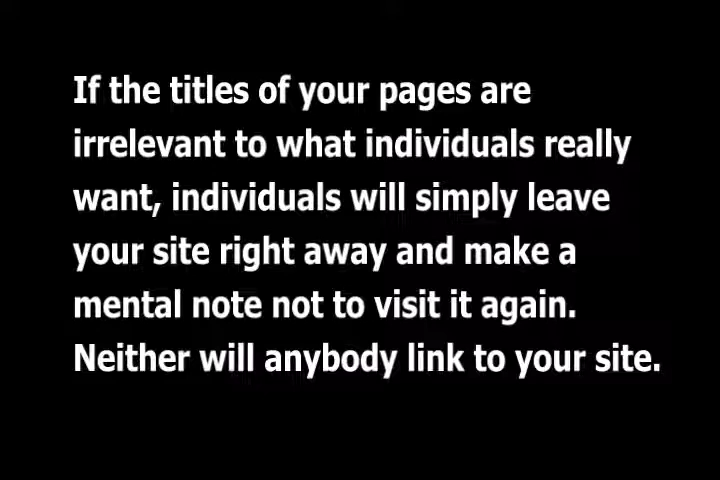 If the titles of your pages are
irrelevant to what individuals really
want, individuals will simply leave
your site right away and make a
mental note not to visit it again.
Neither will anybody link to your site.